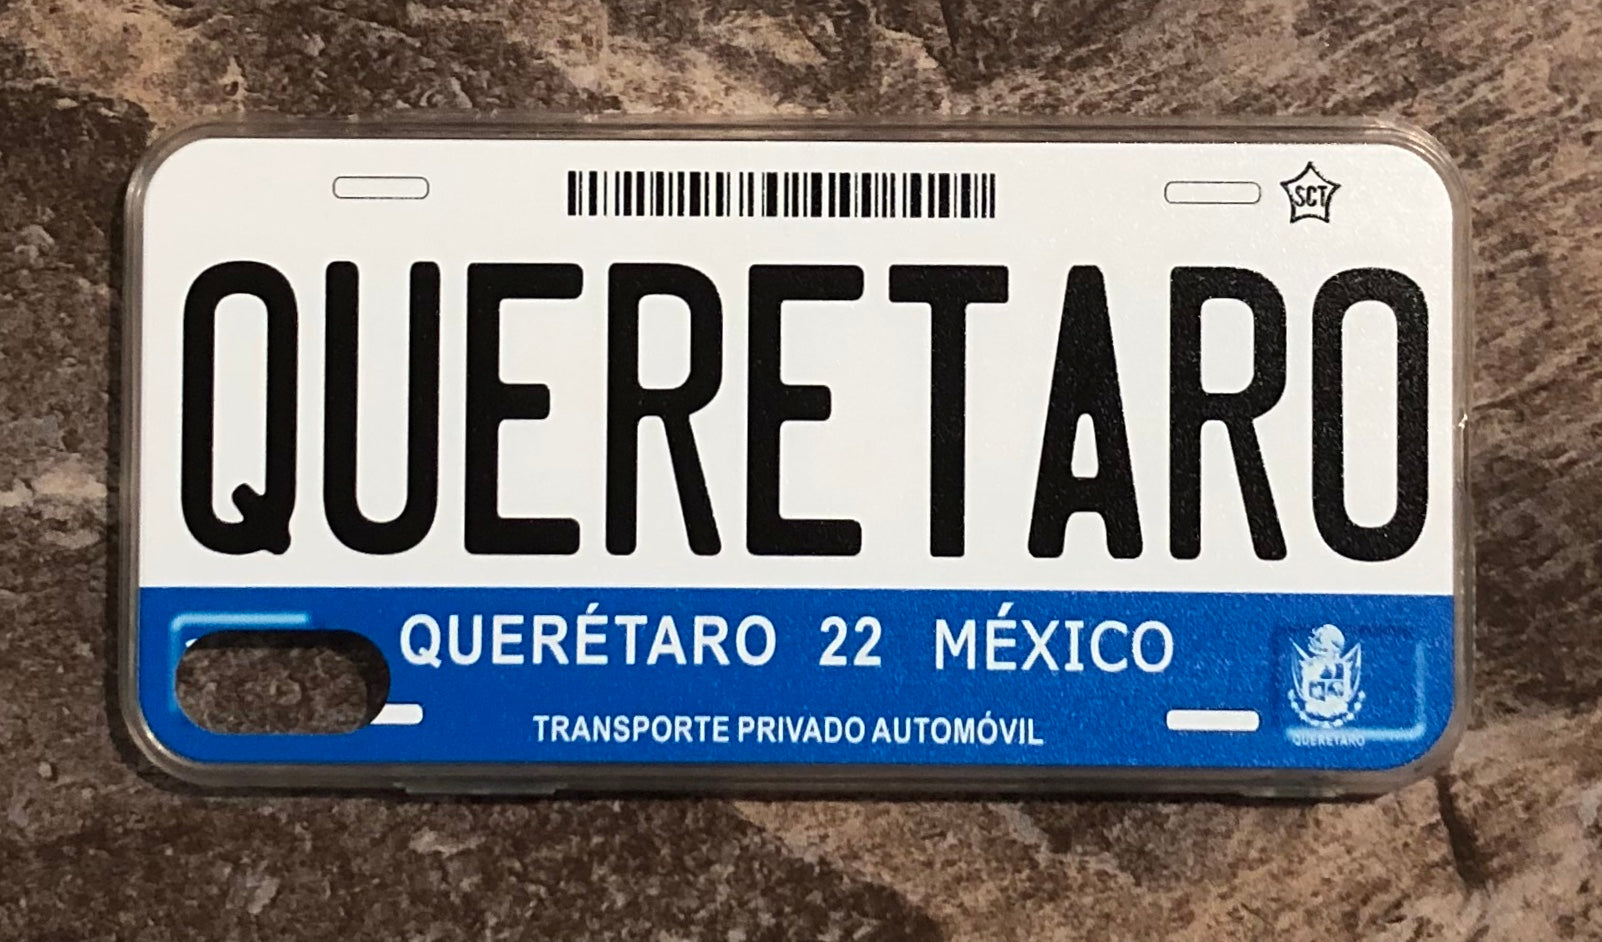 SCT
QUERETARO
QUERÉTARO 22 MÉXICO
TRANSPORTE PRIVADO AUTOMÓVIL
QUERÉTARO